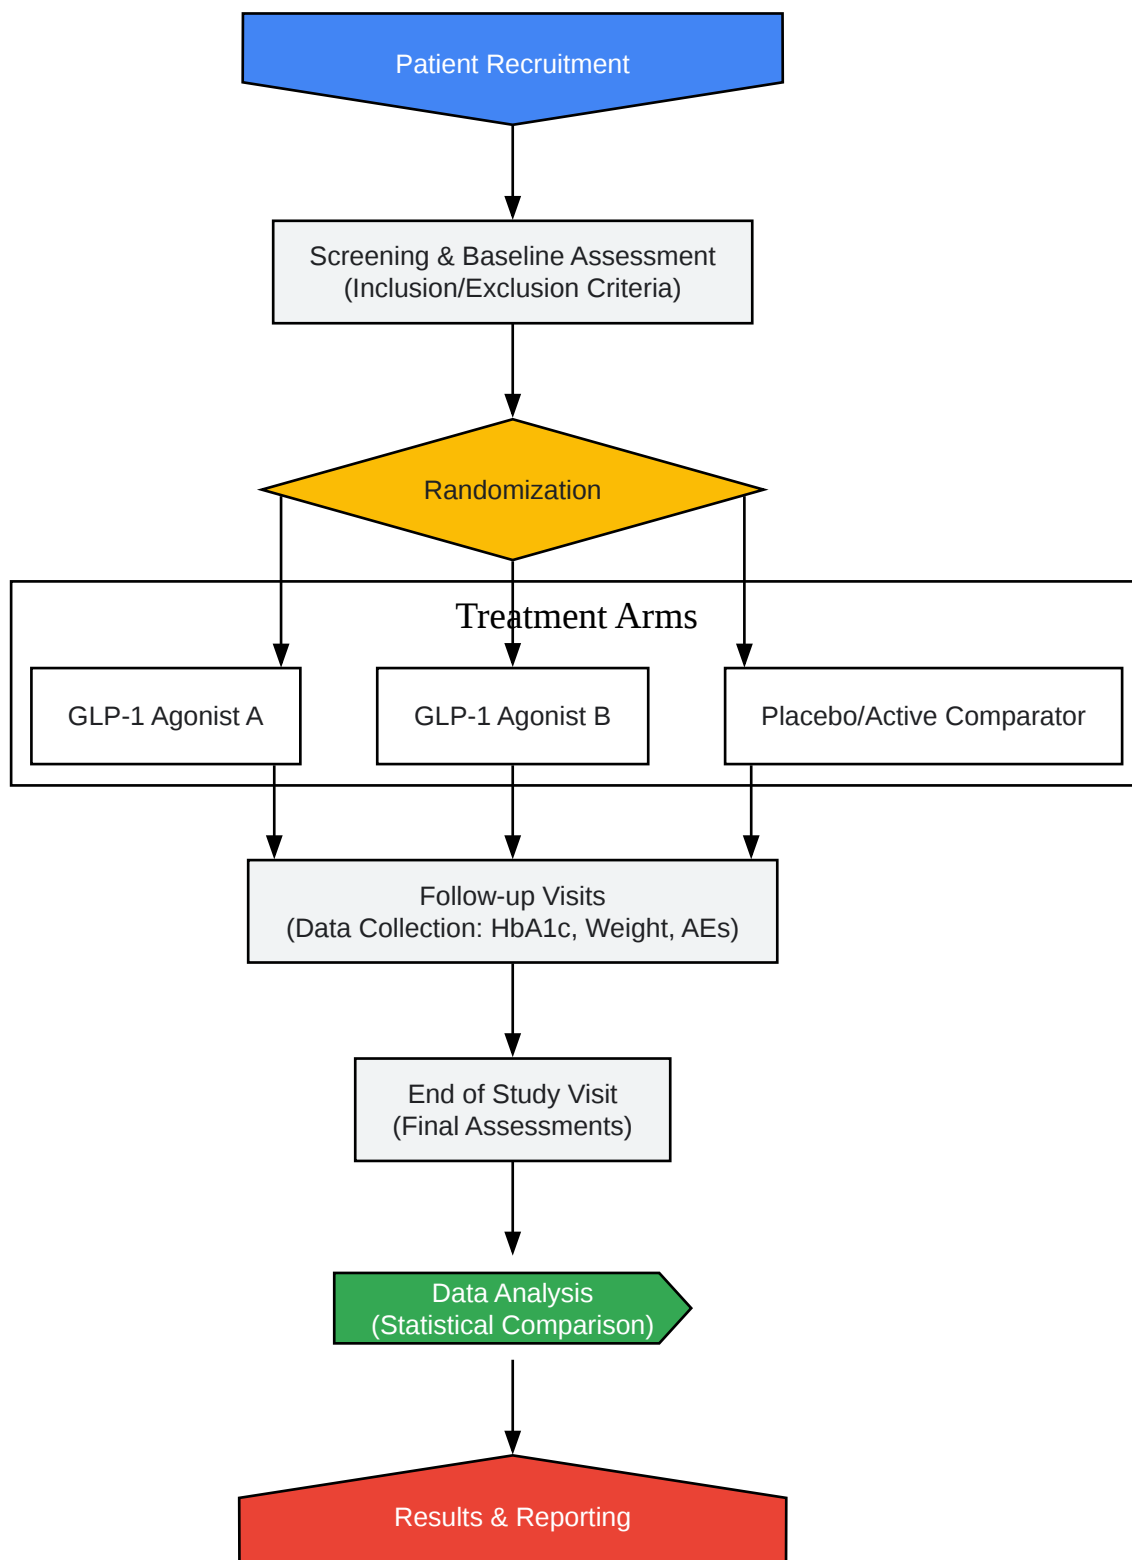 Patient Recruitment
Screening & Baseline Assessment
(Inclusion/Exclusion Criteria)
Randomization
Treatment Arms
GLP-1 Agonist A
GLP-1 Agonist B
Placebo/Active Comparator
Follow-up Visits
(Data Collection: HbA1c, Weight, AEs)
End of Study Visit
(Final Assessments)
Data Analysis
(Statistical Comparison)
Results & Reporting